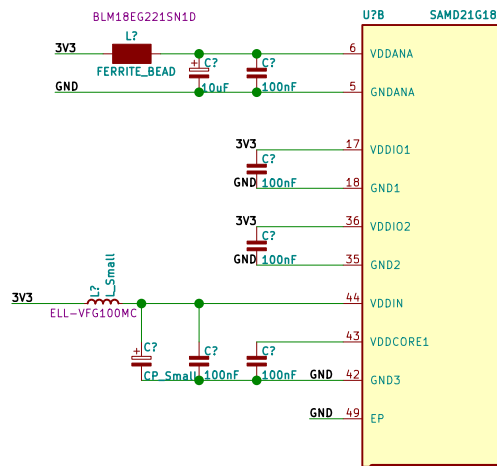 U?B SAMD21G18
BLM18EG221SN1D
L?
3V3
FERRITE_BEAD
C? C?
10uF 100nF
GND
6 VDDANA
5 GNDANA
3V3 17 VDDIO1
C?
GND 100nF 18 GND1
3V3 36 VDDIO2
C?
GND 100nF 35 GND2
L? L_Small
3V3 44 VDDIN
ELL-VFG100MC
43 VDDCORE1
C? C? C?
CP_Small 100nF 100nF GND 42 GND3
GND 49 EP